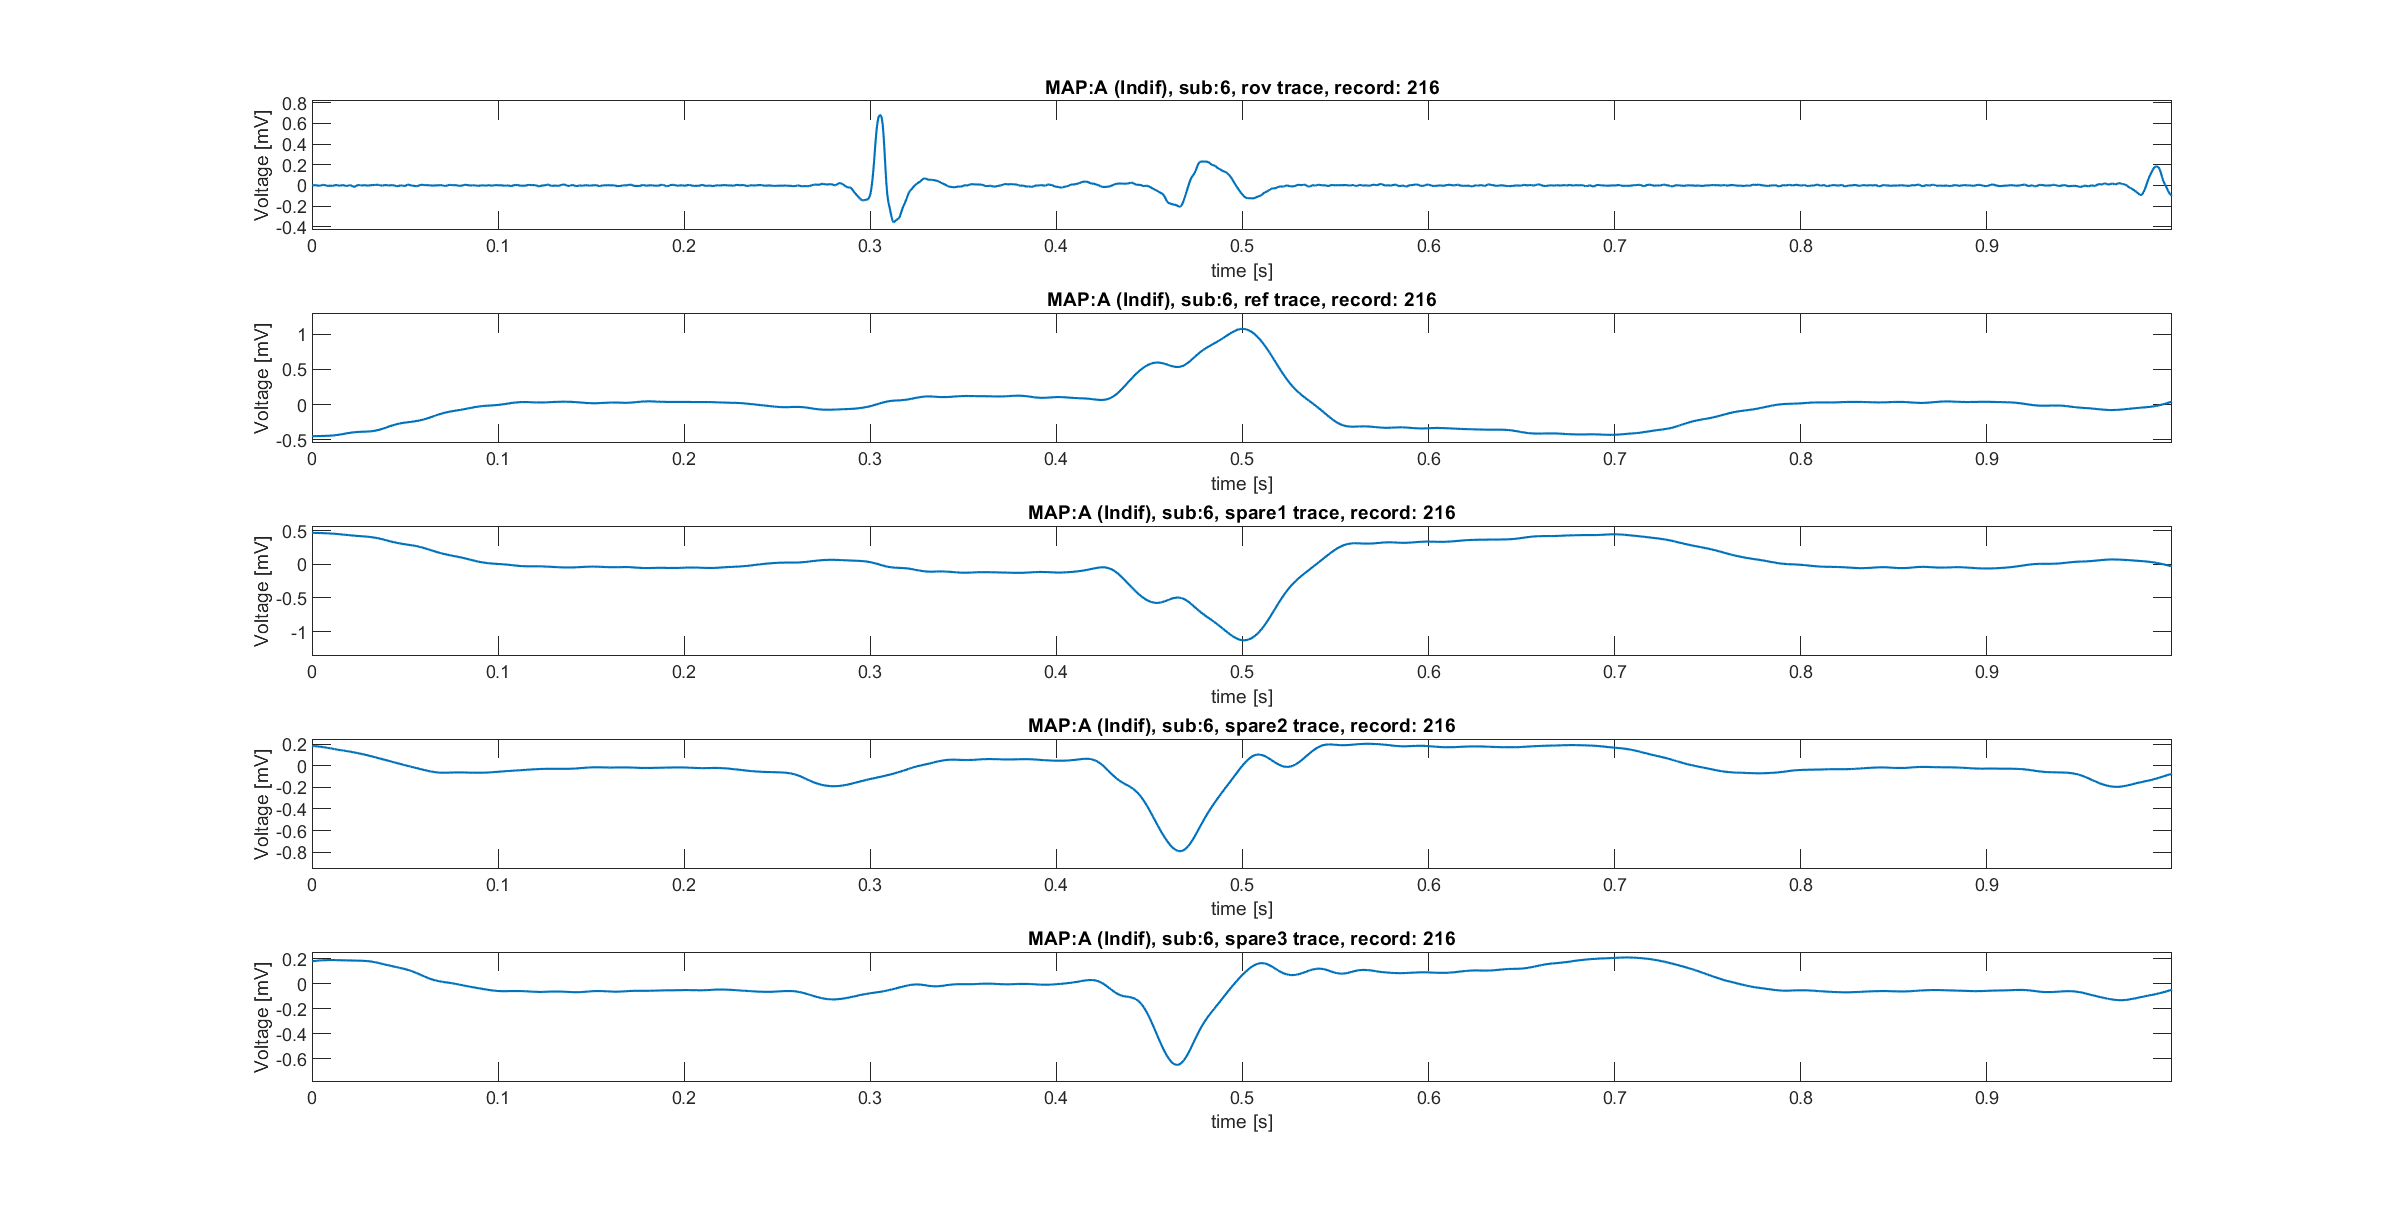 MAP:A (Indif), sub:6, rov trace, record: 216
Voltage [mV]
0.8
0.6
0.4
0.2
0
-0.2
-0.4
0 0.1 0.2 0.3 0.4 0.5 0.6 0.7 0.8 0.9
time [s]
MAP:A (Indif), sub:6, ref trace, record: 216
Voltage [mV]
1
0.5
0
-0.5
0 0.1 0.2 0.3 0.4 0.5 0.6 0.7 0.8 0.9
time [s]
MAP:A (Indif), sub:6, spare1 trace, record: 216
Voltage [mV]
0.5
0
-0.5
-1
0 0.1 0.2 0.3 0.4 0.5 0.6 0.7 0.8 0.9
time [s]
MAP:A (Indif), sub:6, spare2 trace, record: 216
Voltage [mV]
0.2
0
-0.2
-0.4
-0.6
-0.8
0 0.1 0.2 0.3 0.4 0.5 0.6 0.7 0.8 0.9
time [s]
MAP:A (Indif), sub:6, spare3 trace, record: 216
Voltage [mV]
0.2
0
-0.2
-0.4
-0.6
0 0.1 0.2 0.3 0.4 0.5 0.6 0.7 0.8 0.9
time [s]